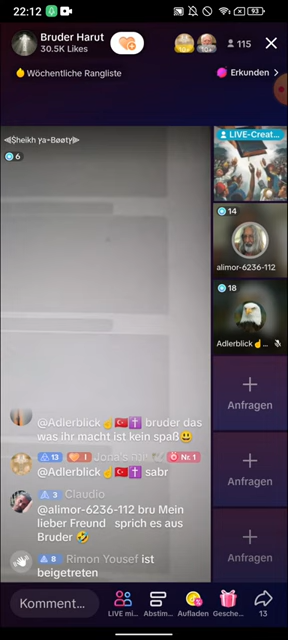 22:12
93
Bruder Harut
30.5K Likes
10+
115
Wöchentliche Rangliste
Erkunden >
6
LIVE-Creat...
14
alimor-6236-112
18
Adlerblick☝️...
Anfragen
Anfragen
Anfragen
@Adlerblick☝️🇹🇷✝️ bruder das
was ihr macht ist kein spaß😃
13 I Jona's Nr. 1
@Adlerblick☝️🇹🇷✝️ sabr
3 Claudio
@alimor-6236-112 bru Mein
lieber Freund sprich es aus
Bruder 🤣
8 Rimon Yousef ist
beigetreten
Komment...
LIVE mi...
Abstim...
Aufladen
Gesche...
13